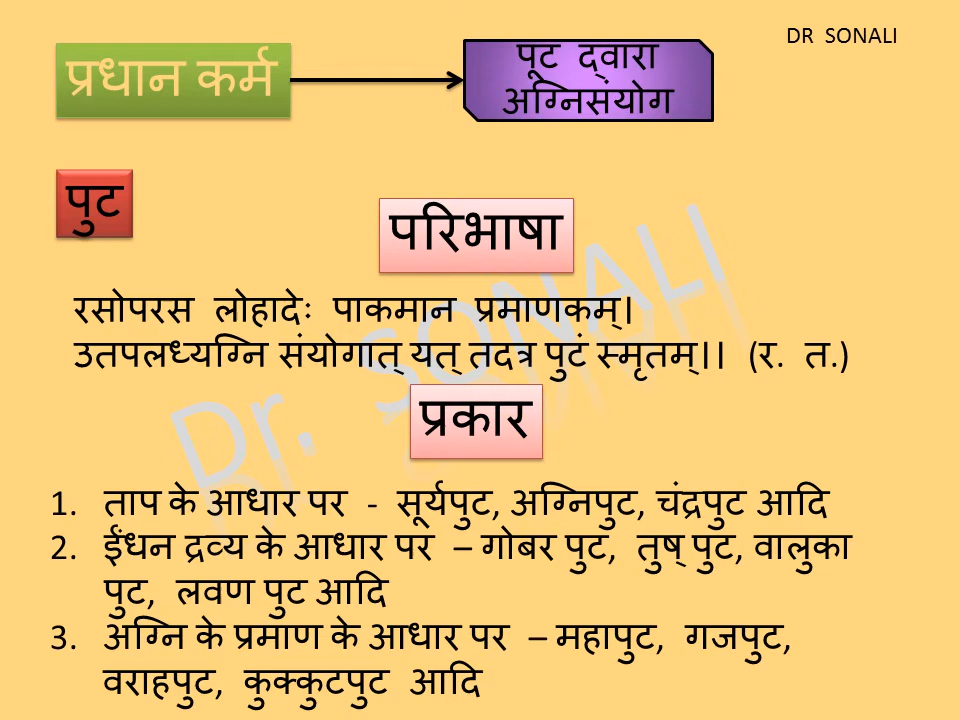 DR SONALI
प्रधान कर्म
पूट द्वारा
अग्निसंयोग
पुट
परिभाषा
रसोपरस लोहादेः पाकमान प्रमाणकम्।
उतपलध्यग्नि संयोगात् यत् तदत्र पुटं स्मृतम्।। (र. त.)
Dr. SONALI
प्रकार
1. ताप के आधार पर - सूर्यपुट, अग्निपुट, चंद्रपुट आदि
2. ईंधन द्रव्य के आधार पर – गोबर पुट, तुष् पुट, वालुका
पुट, लवण पुट आदि
3. अग्नि के प्रमाण के आधार पर – महापुट, गजपुट,
वराहपुट, कुक्कुटपुट आदि